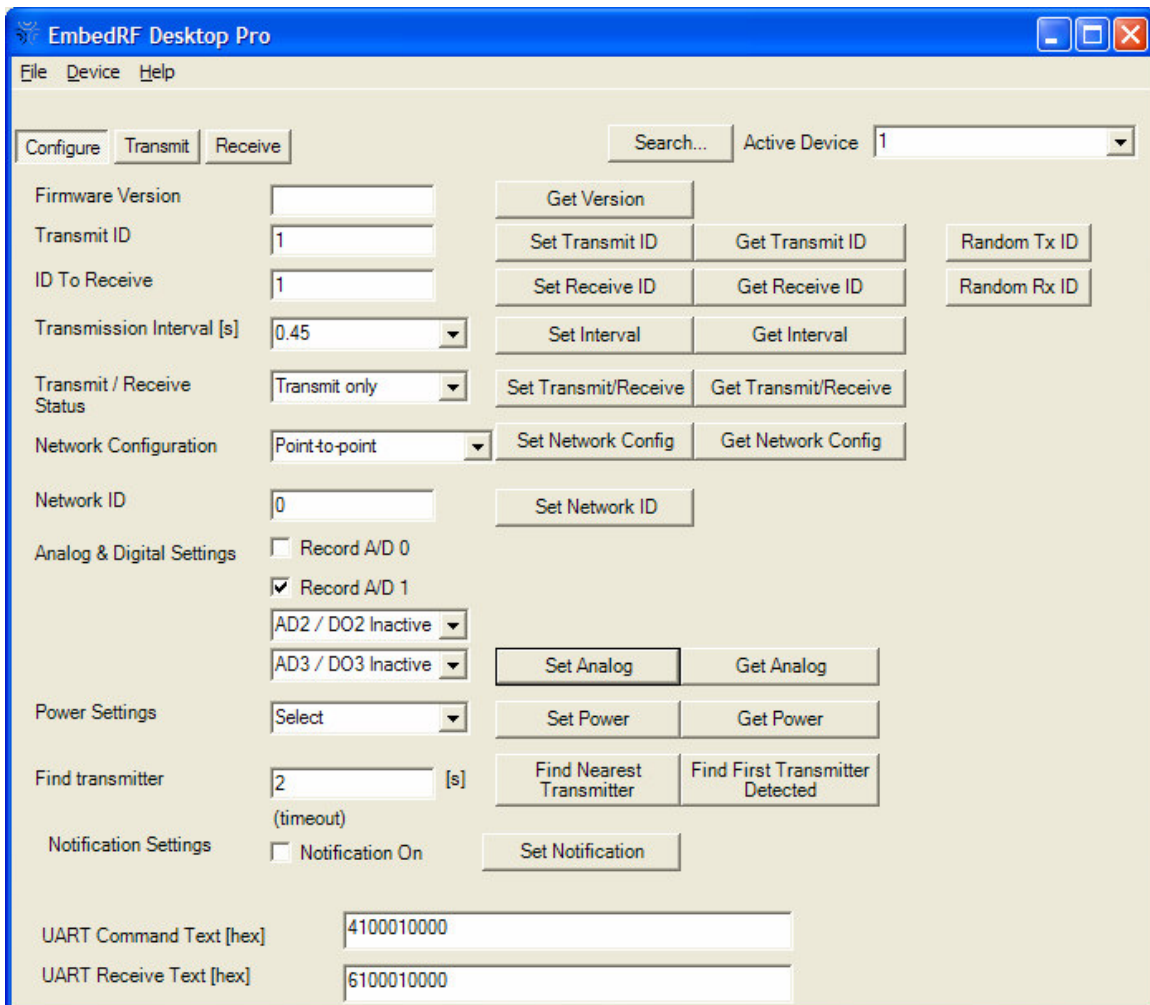 EmbedRF Desktop Pro
File Device Help
Configure Transmit Receive Search... Active Device 1
Firmware Version Get Version
Transmit ID 1 Set Transmit ID Get Transmit ID Random Tx ID
ID To Receive 1 Set Receive ID Get Receive ID Random Rx ID
Transmission Interval [s] 0.45 Set Interval Get Interval
Transmit / Receive
Status
Transmit only Set Transmit/Receive Get Transmit/Receive
Network Configuration Point-to-point Set Network Config Get Network Config
Network ID 0 Set Network ID
Analog & Digital Settings Record A/D 0
Record A/D 1
AD2 / DO2 Inactive
AD3 / DO3 Inactive Set Analog Get Analog
Power Settings Select Set Power Get Power
Find transmitter 2 [s]
(timeout)
Find Nearest
Transmitter
Find First Transmitter
Detected
Notification Settings Notification On Set Notification
UART Command Text [hex] 4100010000
UART Receive Text [hex] 6100010000